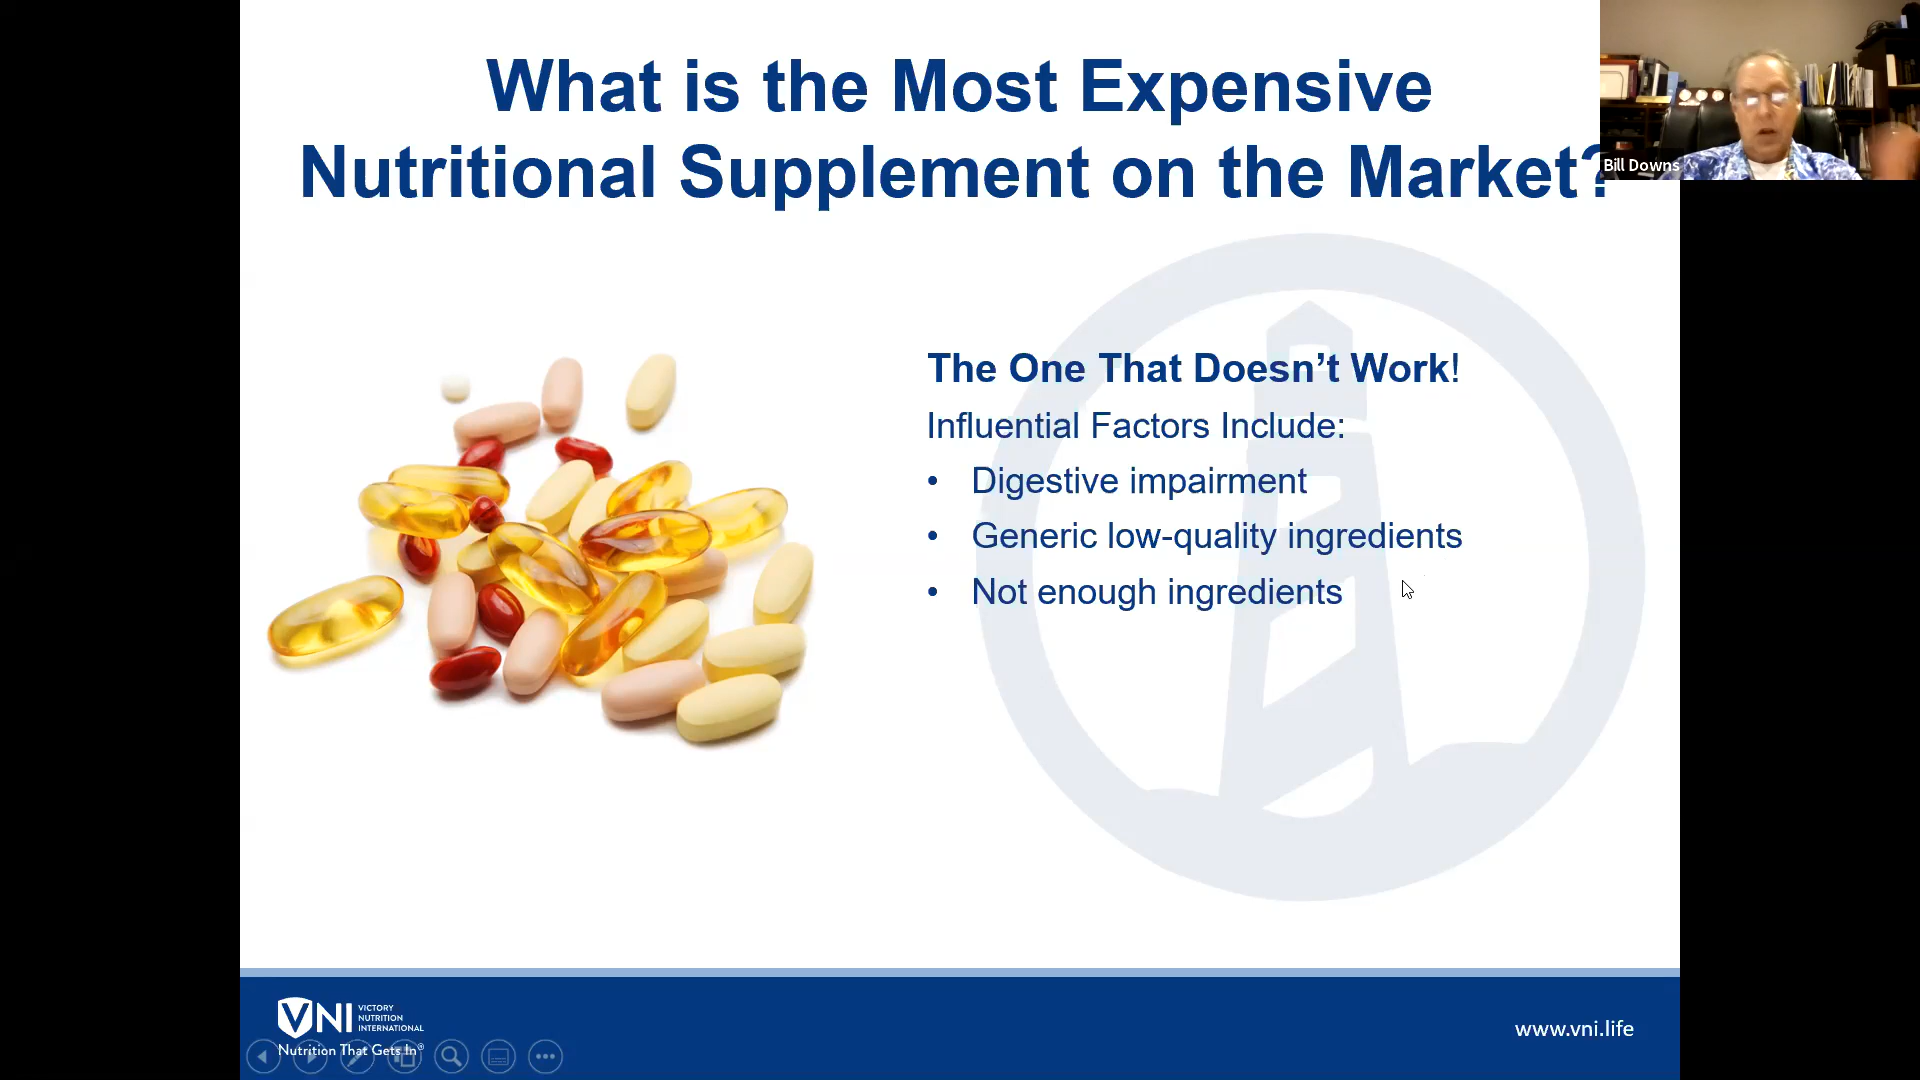 What is the Most Expensive
Nutritional Supplement on the Market?
Bill Downs
The One That Doesn’t Work!
Influential Factors Include:
• Digestive impairment
• Generic low-quality ingredients
• Not enough ingredients
VNI VICTORY
NUTRITION
INTERNATIONAL
Nutrition That Gets In®
www.vni.life